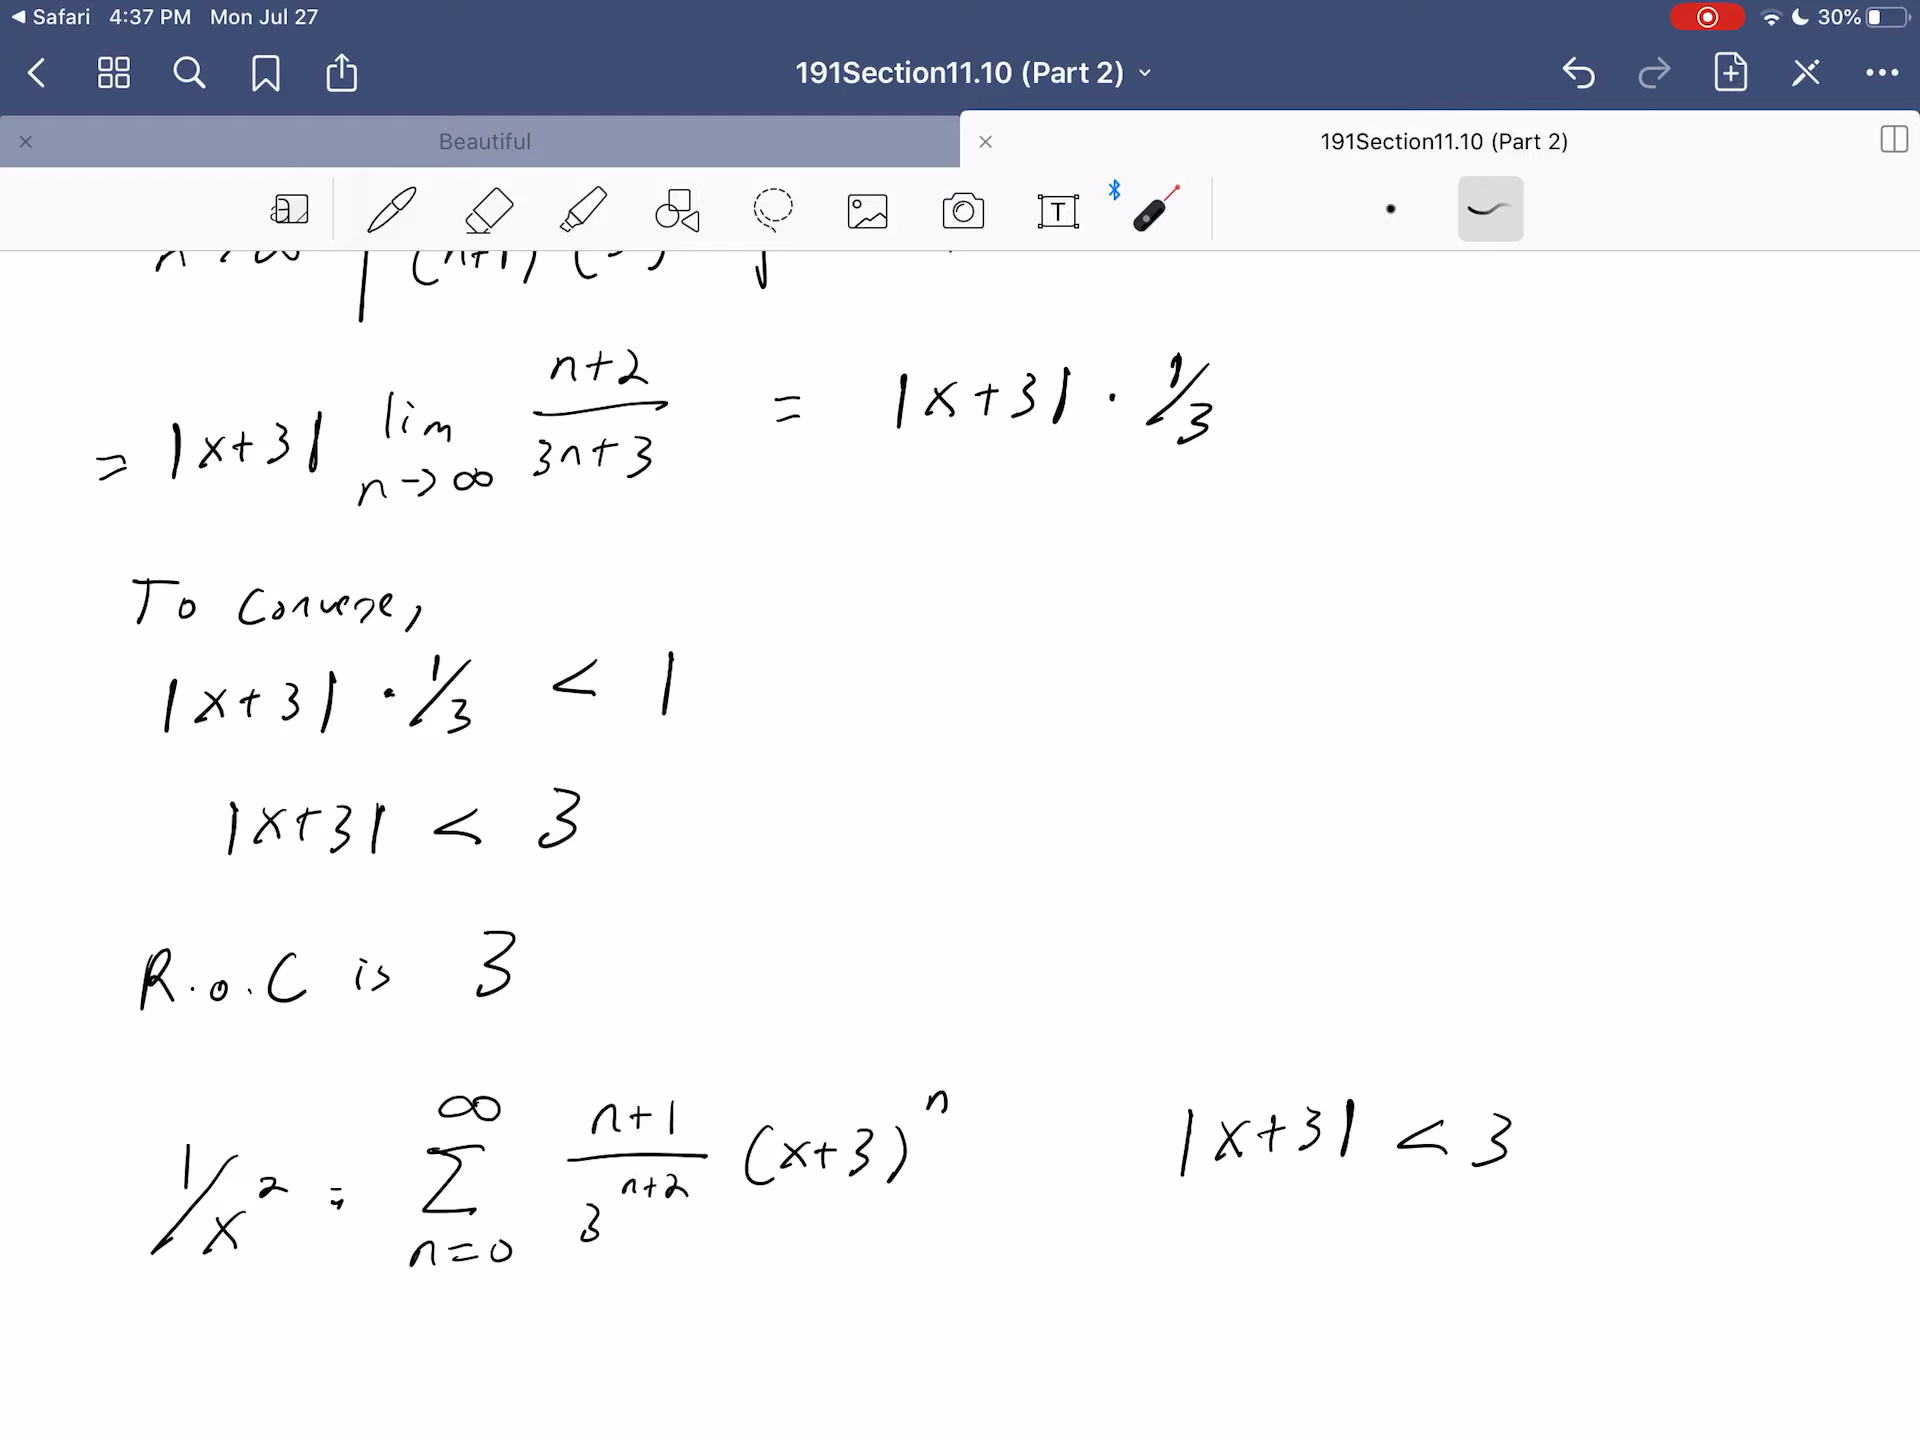 Safari 4:37 PM Mon Jul 27 30%
191Section11.10 (Part 2)
Beautiful
191Section11.10 (Part 2)
= |x+3| lim n→∞ (n+2)/(3n+3) = |x+3| · 1/3
To Converge,
|x+3| · 1/3 < 1
|x+3| < 3
R.o.C is 3
1/x² = ∑_{n=0}^{∞} (n+1)/(3^{n+2}) (x+3)^n |x+3| < 3